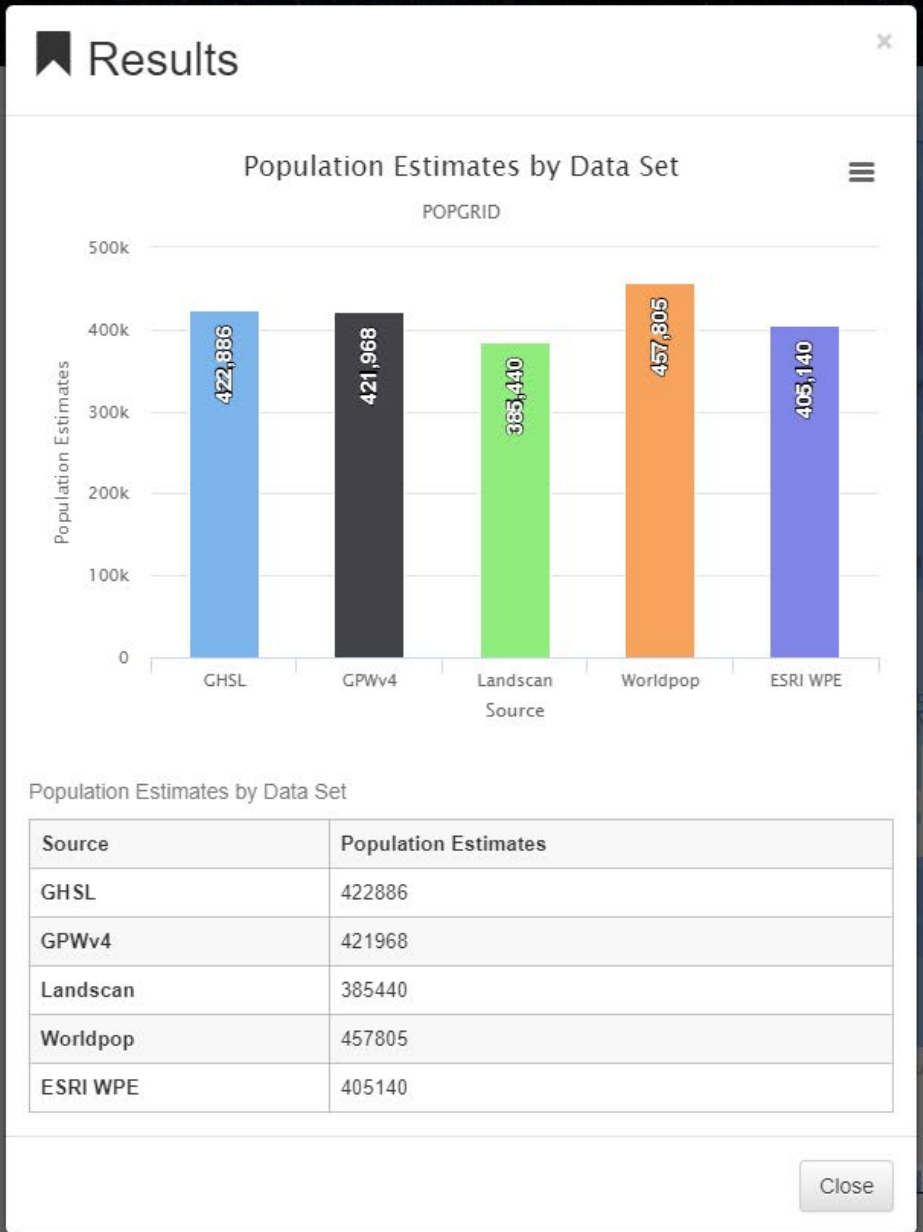 Results
×
Population Estimates by Data Set
POPGRID
500k
400k
300k
200k
100k
0
Population Estimates
422,886
421,968
385,440
457,805
405,140
GHSL GPWv4 Landscan Worldpop ESRI WPE
Source
Population Estimates by Data Set
Source Population Estimates
GHSL 422886
GPWv4 421968
Landscan 385440
Worldpop 457805
ESRI WPE 405140
Close